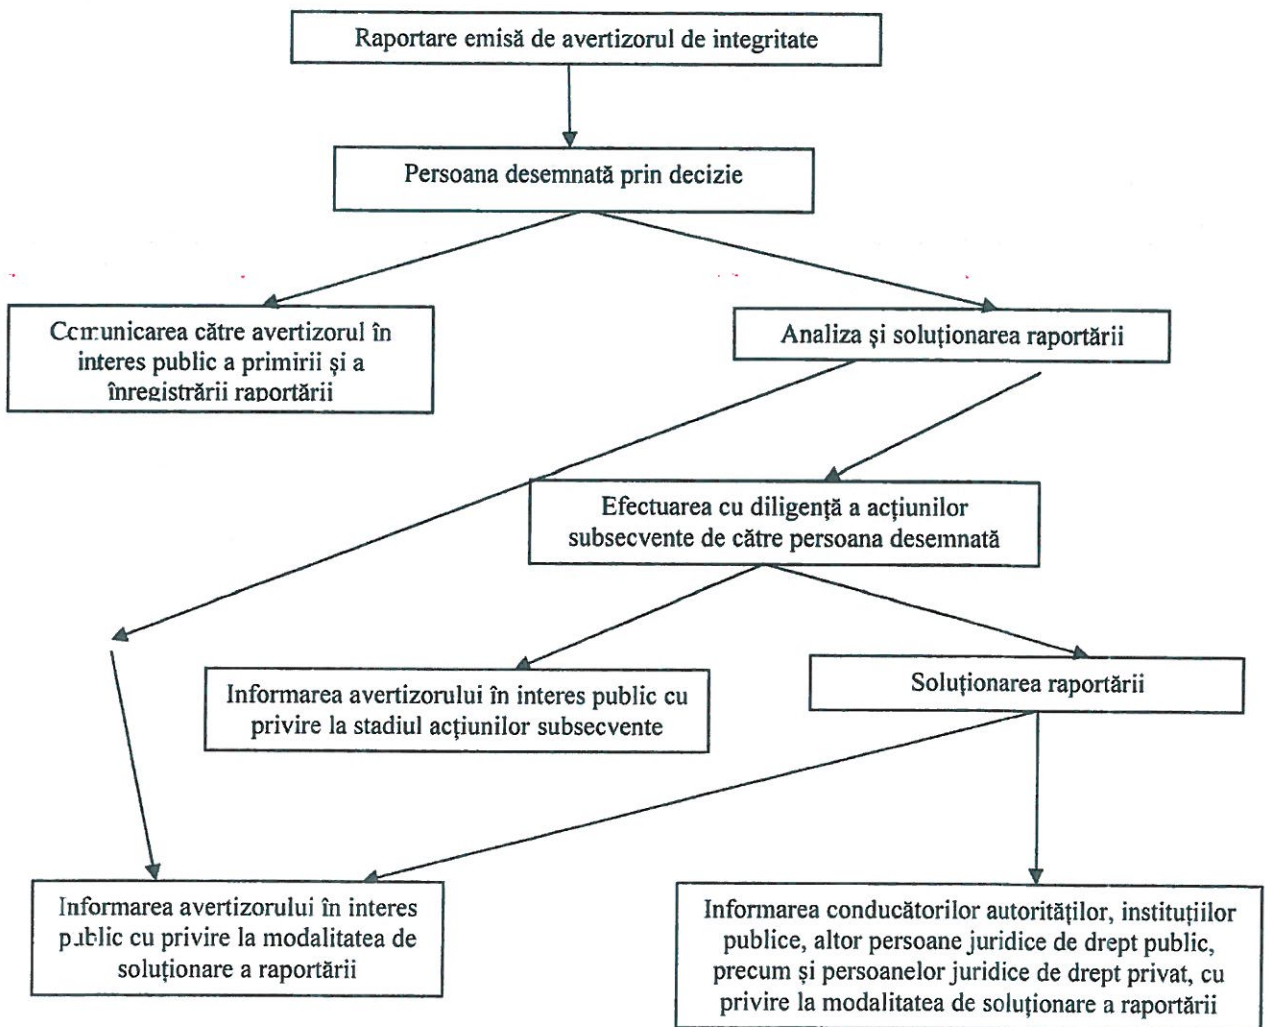 Raportare emisă de avertizorul de integritate
Persoana desemnată prin decizie
Comunicarea către avertizorul în
interes public a primirii și a
înregistrării raportării
Analiza și soluționarea raportării
Efectuarea cu diligență a acțiunilor
subsecvente de către persoana desemnată
Informarea avertizorului în interes public cu
privire la stadiul acțiunilor subsecvente
Soluționarea raportării
Informarea avertizorului în interes
public cu privire la modalitatea de
soluționare a raportării
Informarea conducătorilor autorităților, instituțiilor
publice, altor persoane juridice de drept public,
precum și persoanelor juridice de drept privat, cu
privire la modalitatea de soluționare a raportării